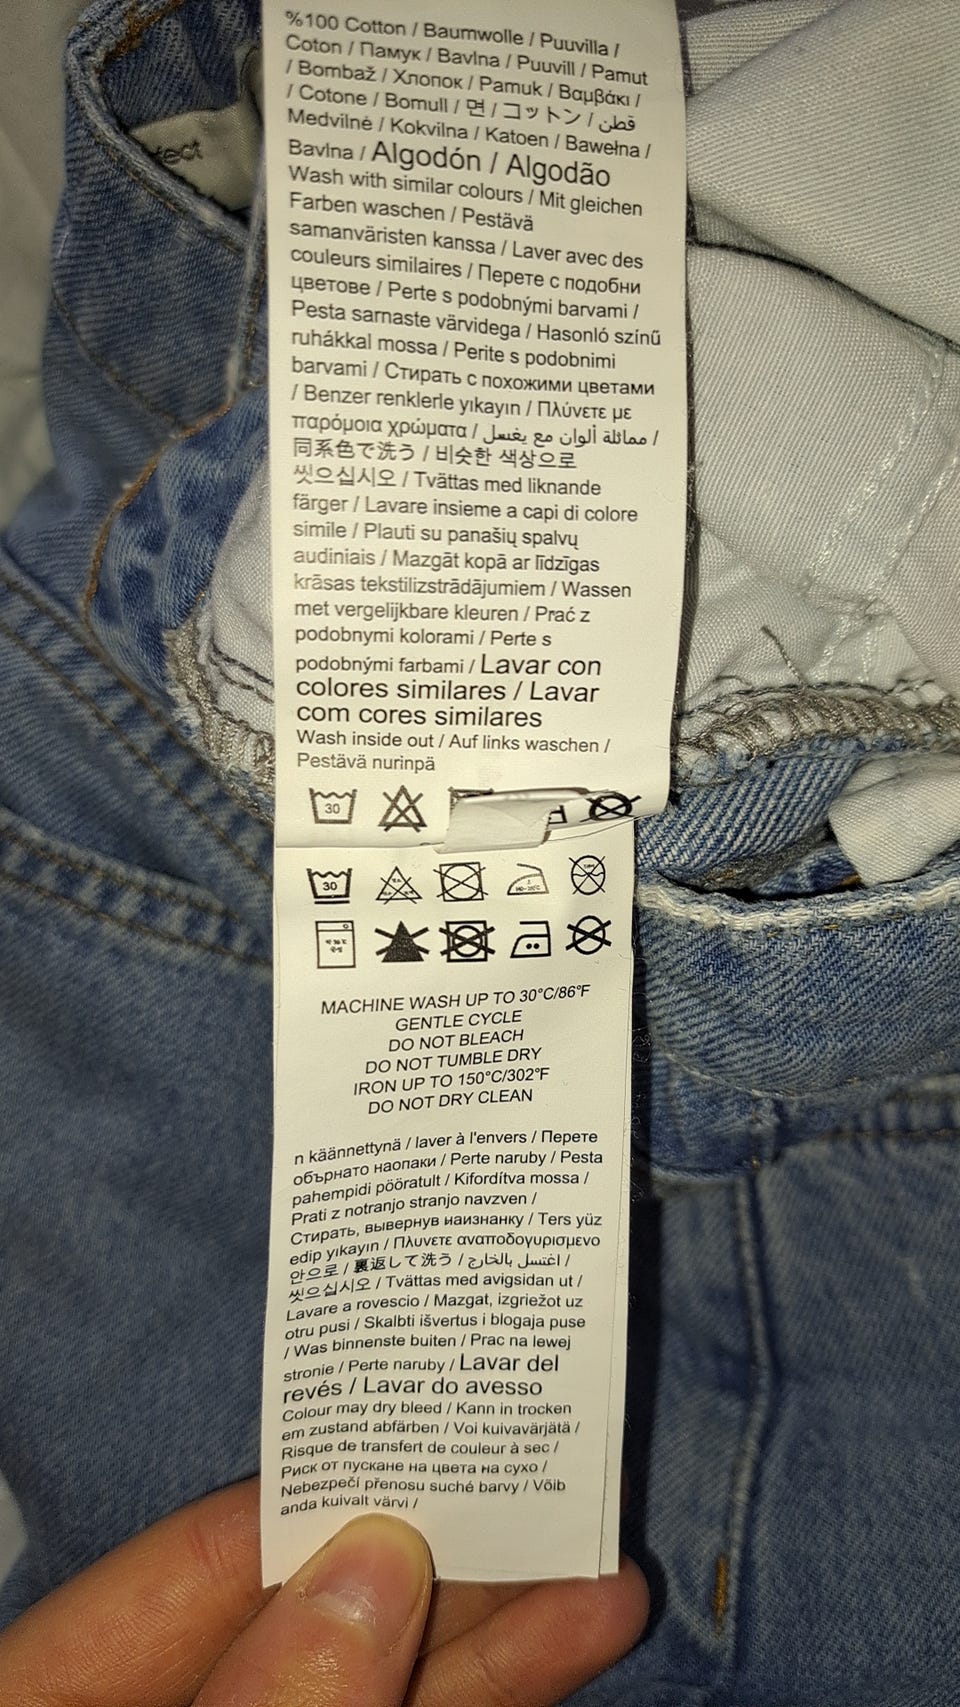 tect
%100 Cotton / Baumwolle / Puuvilla /
Coton / Памук / Bavlna / Puuvill / Pamut
/ Bombaž / Хлопок / Pamuk / Βαμβάκι /
/ Cotone / Bomull / 면 / コットン / قطن
Medvilnė / Kokvilna / Katoen / Bawełna /
Bavlna / Algodón / Algodão
Wash with similar colours / Mit gleichen
Farben waschen / Pestävä
samanväristen kanssa / Laver avec des
couleurs similaires / Перете с подобни
цветове / Perte s podobnými barvami /
Pesta sarnaste värvidega / Hasonló színű
ruhákkal mossa / Perite s podobnimi
barvami / Стирать с похожими цветами
/ Benzer renklerle yıkayın / Πλύνετε με
παρόμοια χρώματα / مماثلة ألوان مع يغسل /
同系色で洗う / 비슷한 색상으로
씻으십시오 / Tvättas med liknande
färger / Lavare insieme a capi di colore
simile / Plauti su panašių spalvų
audiniais / Mazgāt kopā ar līdzīgas
krāsas tekstilizstrādājumiem / Wassen
met vergelijkbare kleuren / Prać z
podobnymi kolorami / Perte s
podobnými farbami / Lavar con
colores similares / Lavar
com cores similares
Wash inside out / Auf links waschen /
Pestävä nurinpä
30
30
MACHINE WASH UP TO 30°C/86°F
GENTLE CYCLE
DO NOT BLEACH
DO NOT TUMBLE DRY
IRON UP TO 150°C/302°F
DO NOT DRY CLEAN
n käännettynä / laver à l'envers / Перете
обърнато наопаки / Perte naruby / Pesta
pahempidi pööratult / Kifordítva mossa /
Prati z notranjo stranjo navzven /
Стирать, вывернув наизнанку / Ters yüz
edip yıkayın / Πλυνετε αναποδογυρισμενο
안으로 / 裏返して洗う / اغتسل بالخارج /
씻으십시오 / Tvättas med avigsidan ut /
Lavare a rovescio / Mazgat, izgriežot uz
otru pusi / Skalbti išvertus i blogaja puse
/ Was binnenste buiten / Prac na lewej
stronie / Perte naruby / Lavar del
revés / Lavar do avesso
Colour may dry bleed / Kann in trocken
em zustand abfärben / Voi kuivavärjätä /
Risque de transfert de couleur à sec /
Риск от пускане на цвета на сухо /
Nebezpečí přenosu suché barvy / Võib
anda kuivalt värvi /